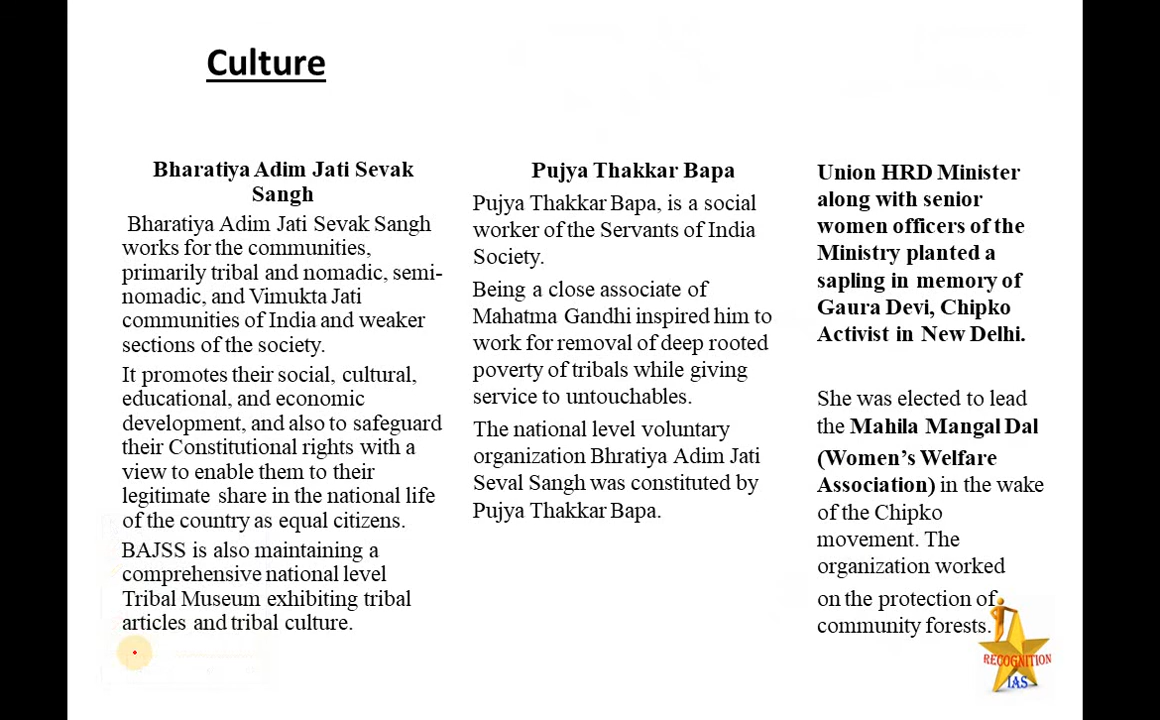 Culture
Bharatiya Adim Jati Sevak
Sangh
Bharatiya Adim Jati Sevak Sangh
works for the communities,
primarily tribal and nomadic, semi-
nomadic, and Vimukta Jati
communities of India and weaker
sections of the society.
It promotes their social, cultural,
educational, and economic
development, and also to safeguard
their Constitutional rights with a
view to enable them to their
legitimate share in the national life
of the country as equal citizens.
BAJSS is also maintaining a
comprehensive national level
Tribal Museum exhibiting tribal
articles and tribal culture.
Pujya Thakkar Bapa
Pujya Thakkar Bapa, is a social
worker of the Servants of India
Society.
Being a close associate of
Mahatma Gandhi inspired him to
work for removal of deep rooted
poverty of tribals while giving
service to untouchables.
The national level voluntary
organization Bhratiya Adim Jati
Seval Sangh was constituted by
Pujya Thakkar Bapa.
Union HRD Minister
along with senior
women officers of the
Ministry planted a
sapling in memory of
Gaura Devi, Chipko
Activist in New Delhi.
She was elected to lead
the Mahila Mangal Dal
(Women's Welfare
Association) in the wake
of the Chipko
movement. The
organization worked
on the protection of
community forests.
RECOGNITION
IAS